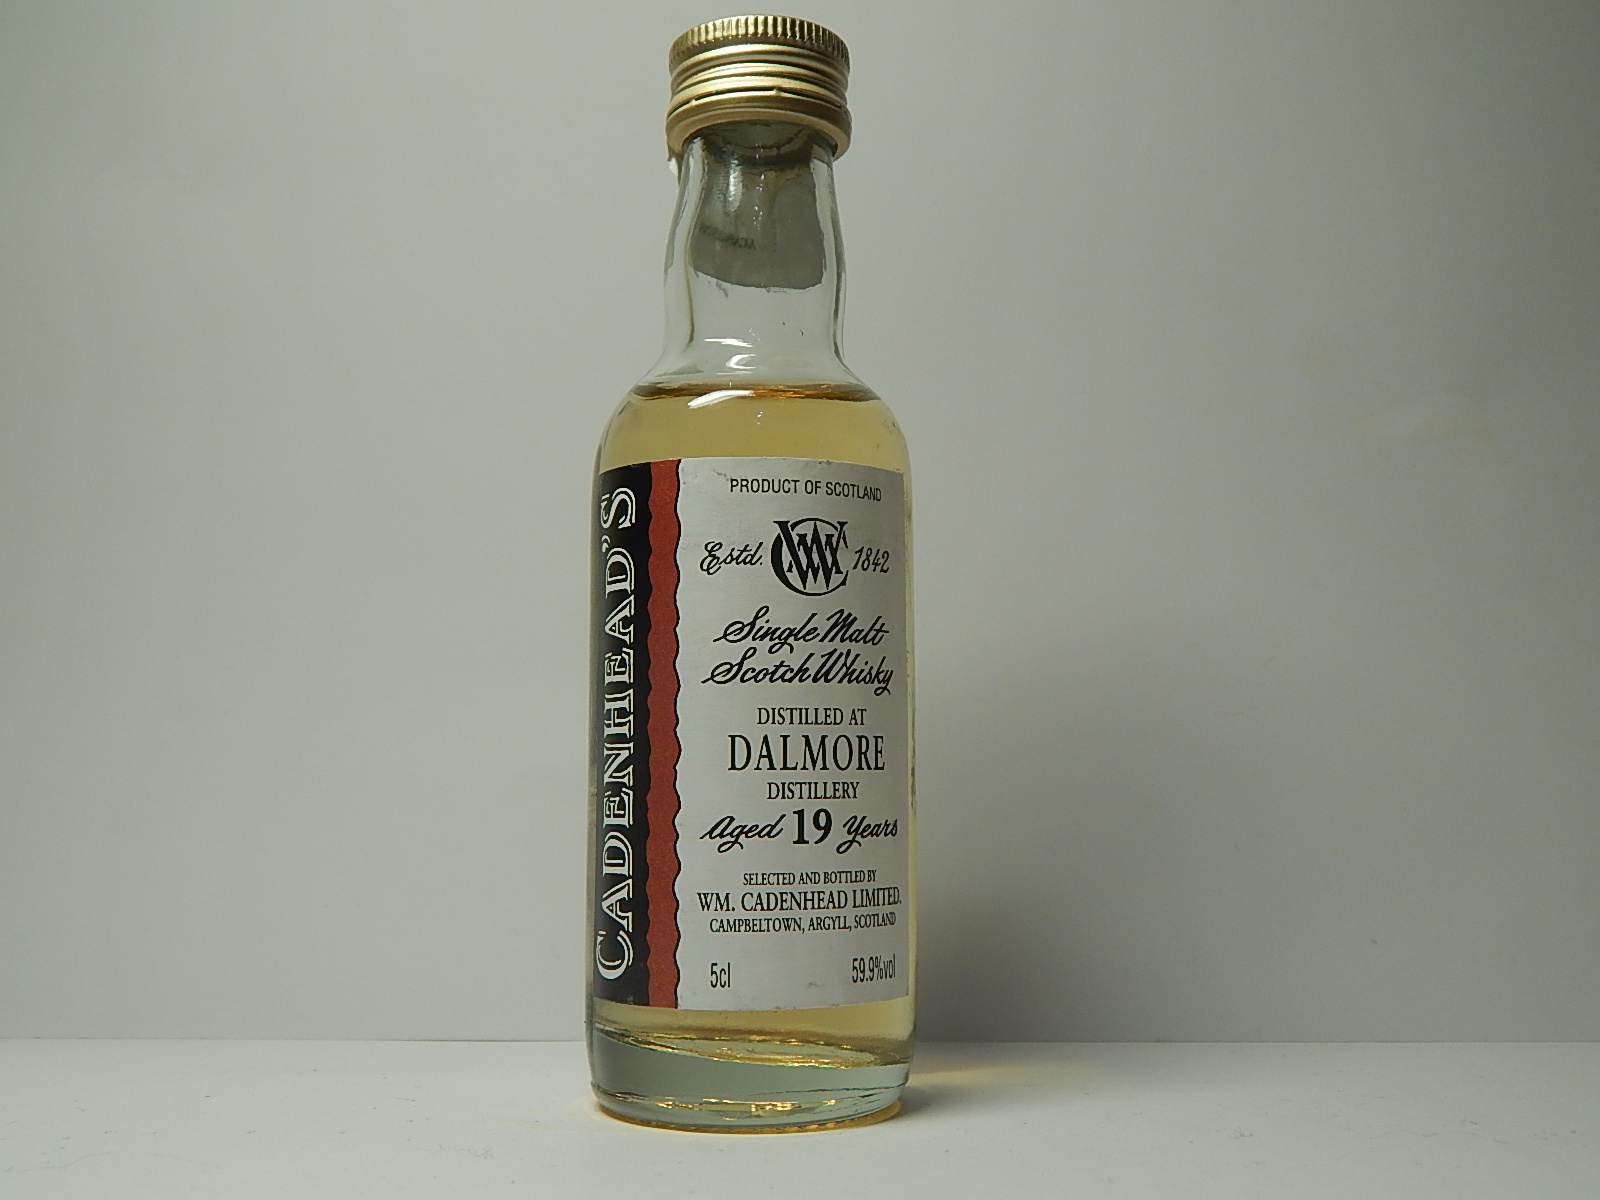 CADENHEAD'S
PRODUCT OF SCOTLAND
Estd. WC 1842
Single Malt
Scotch Whisky
DISTILLED AT
DALMORE
DISTILLERY
Aged 19 Years
SELECTED AND BOTTLED BY
WM. CADENHEAD LIMITED.
CAMPBELTOWN, ARGYLL, SCOTLAND
5cl 59.9%vol